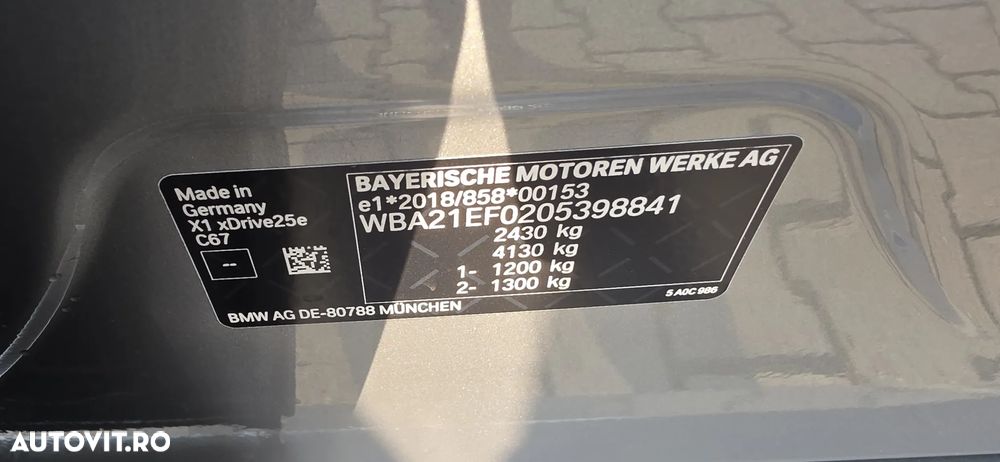 Made in
Germany
X1 xDrive25e
C67
--
BAYERISCHE MOTOREN WERKE AG
e1*2018/858*00153
WBA21EF0205398841
2430 kg
4130 kg
1- 1200 kg
2- 1300 kg
5 A0C 986
BMW AG DE-80788 MÜNCHEN
AUTOVIT.RO